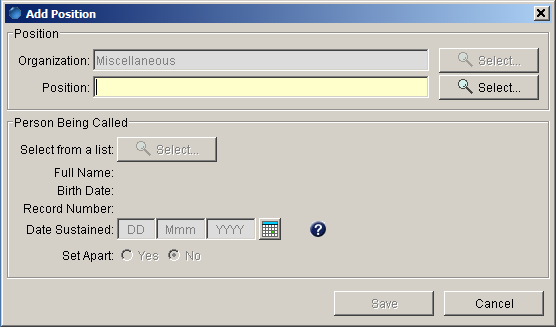 Add Position
Position
Organization: Miscellaneous Select...
Position: Select...
Person Being Called
Select from a list: Select...
Full Name:
Birth Date:
Record Number:
Date Sustained: DD Mmm YYYY ?
Set Apart: Yes No
Save Cancel